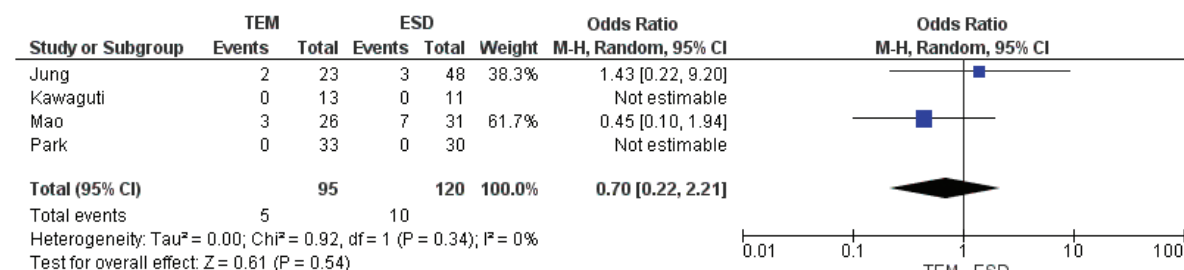 TEM ESD Odds Ratio Odds Ratio
Study or Subgroup Events Total Events Total Weight M-H, Random, 95% CI M-H, Random, 95% CI
Jung 2 23 3 48 38.3% 1.43 [0.22, 9.20]
Kawaguti 0 13 0 11 Not estimable
Mao 3 26 7 31 61.7% 0.45 [0.10, 1.94]
Park 0 33 0 30 Not estimable
Total (95% CI) 95 120 100.0% 0.70 [0.22, 2.21]
Total events 5 10
Heterogeneity: Tau² = 0.00; Chi² = 0.92, df = 1 (P = 0.34); I² = 0%
Test for overall effect: Z = 0.61 (P = 0.54)
0.01 0.1 1 10 100
TEM ESD